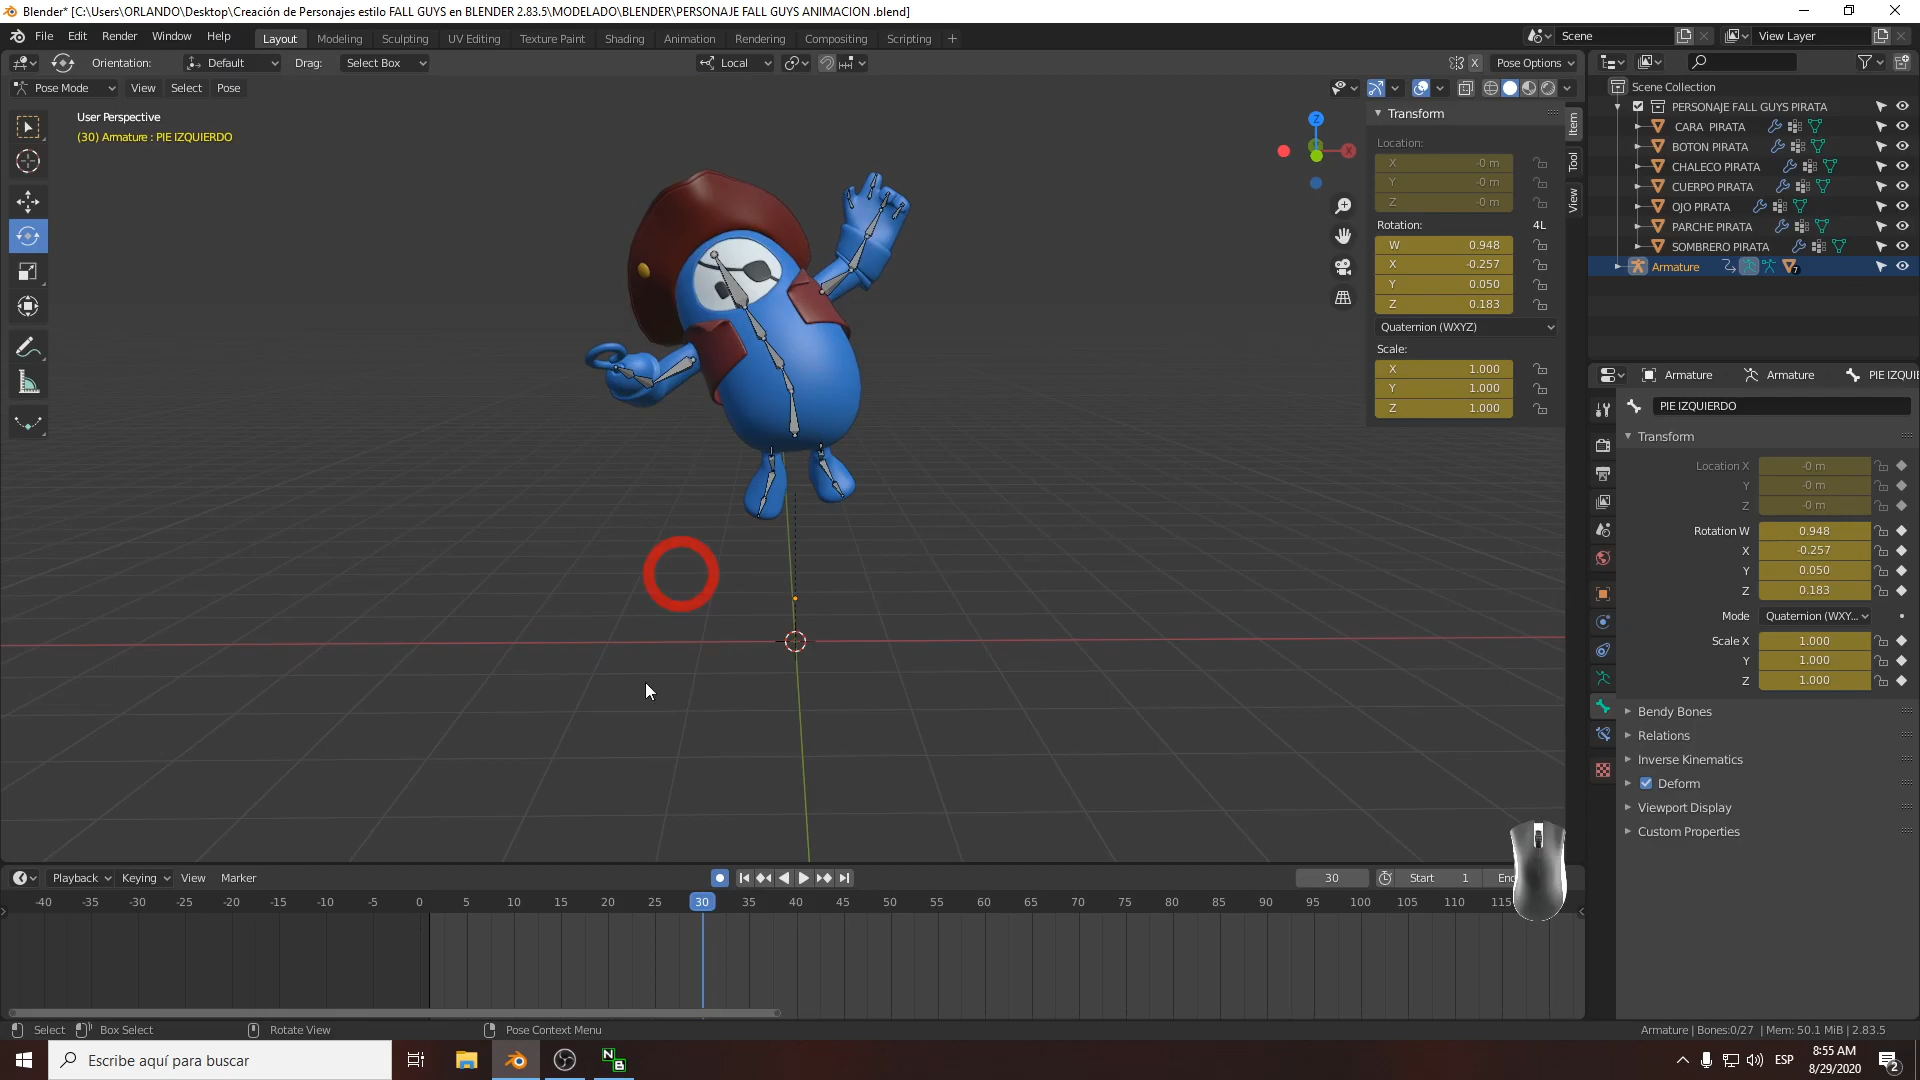 Blender* [C:\Users\ORLANDO\Desktop\Creación de Personajes estilo FALL GUYS en BLENDER 2.83.5\MODELADO\BLENDER\PERSONAJE FALL GUYS ANIMACION .blend]
File Edit Render Window Help Layout Modeling Sculpting UV Editing Texture Paint Shading Animation Rendering Compositing Scripting + Scene View Layer
Orientation: Default Drag: Select Box Local X Pose Options
Pose Mode View Select Pose
Scene Collection
PERSONAJE FALL GUYS PIRATA
CARA PIRATA
BOTON PIRATA
CHALECO PIRATA
CUERPO PIRATA
OJO PIRATA
PARCHE PIRATA
SOMBRERO PIRATA
Armature 7
User Perspective
(30) Armature : PIE IZQUIERDO
Z
X
Transform
Location:
X -0 m
Y -0 m
Z -0 m
Rotation: 4L
W 0.948
X -0.257
Y 0.050
Z 0.183
Quaternion (WXYZ)
Scale:
X 1.000
Y 1.000
Z 1.000
Item
Tool
View
Armature Armature PIE IZQUIE
PIE IZQUIERDO
Transform
Location X -0 m
Y -0 m
Z -0 m
Rotation W 0.948
X -0.257
Y 0.050
Z 0.183
Mode Quaternion (WXY...
Scale X 1.000
Y 1.000
Z 1.000
Bendy Bones
Relations
Inverse Kinematics
Deform
Viewport Display
Custom Properties
Playback Keying View Marker 30 Start 1 En
-40 -35 -30 -25 -20 -15 -10 -5 0 5 10 15 20 25 30 35 40 45 50 55 60 65 70 75 80 85 90 95 100 105 110 115
Select Box Select Rotate View Pose Context Menu Armature | Bones:0/27 | Mem: 50.1 MiB | 2.83.5
Escribe aquí para buscar N B ESP 8:55 AM
8/29/2020 2